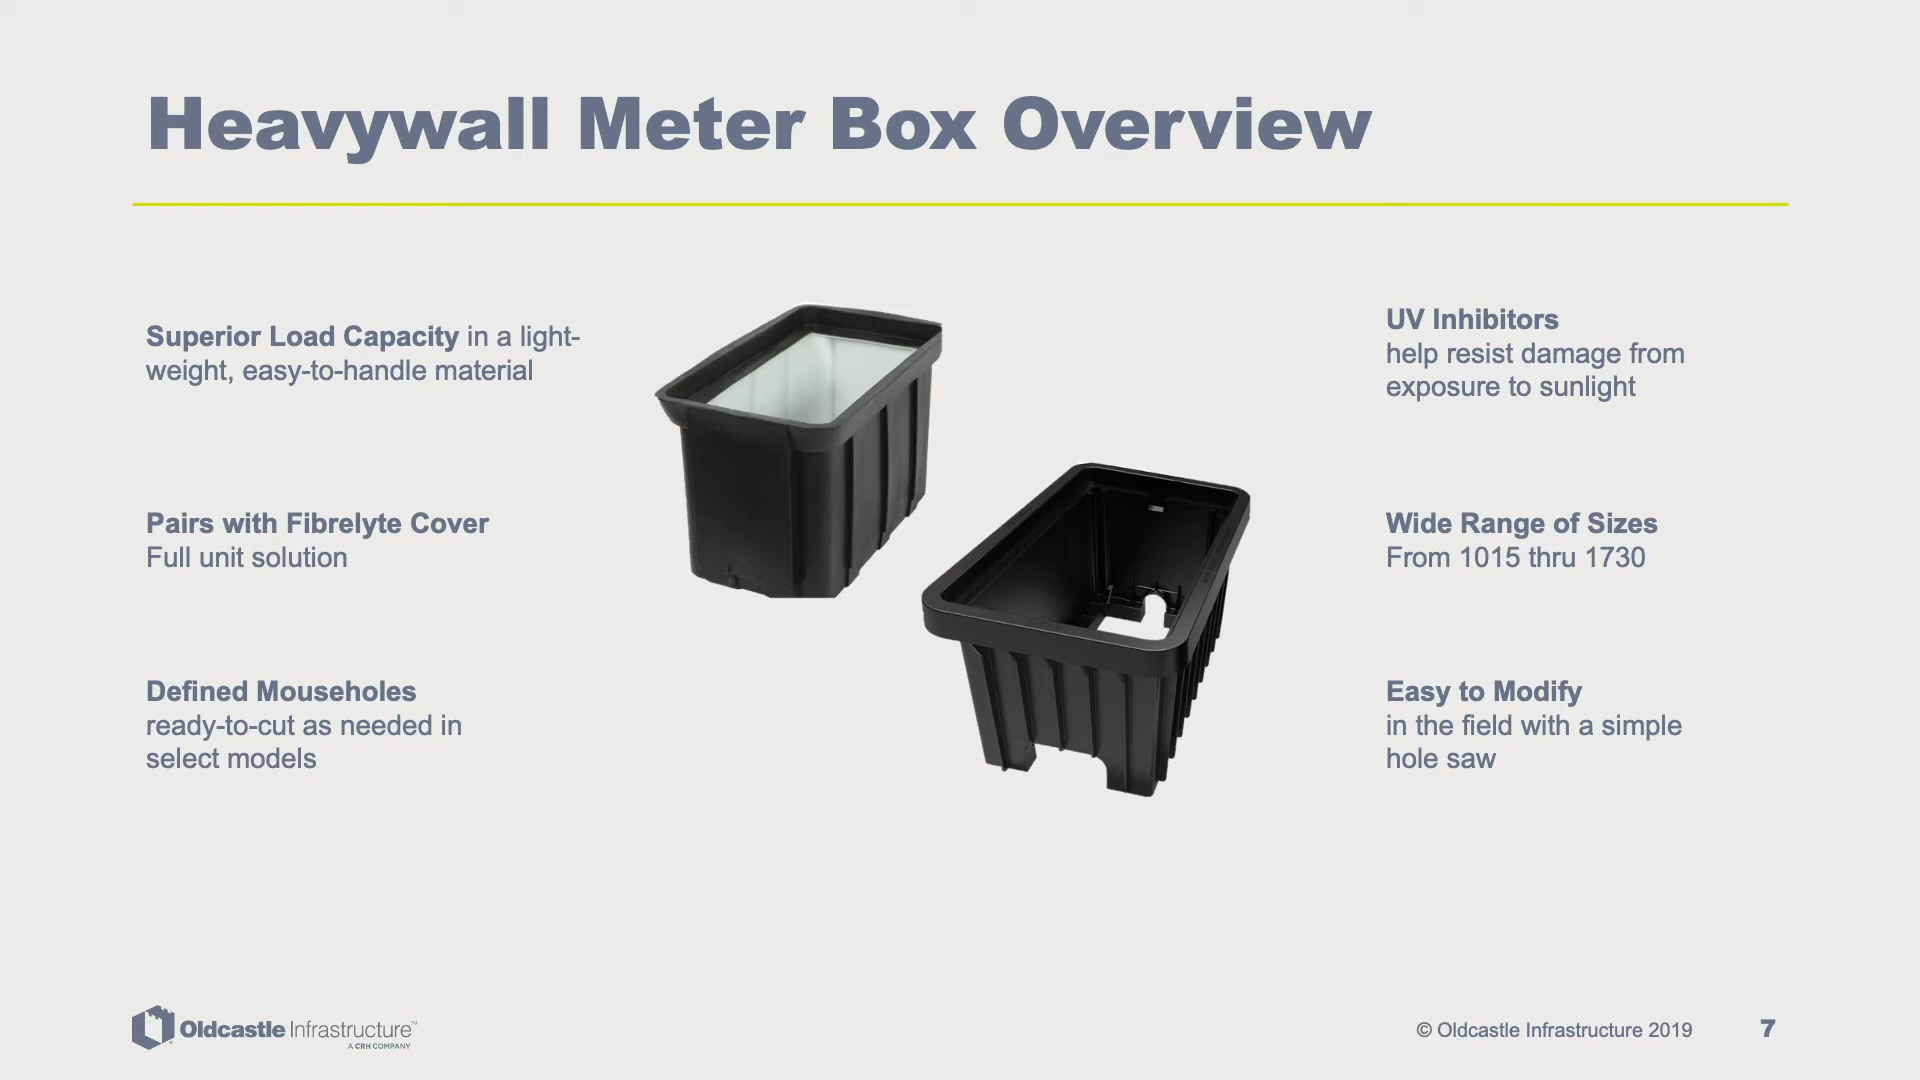 Heavywall Meter Box Overview
Superior Load Capacity in a light-
weight, easy-to-handle material
Pairs with Fibrelyte Cover
Full unit solution
Defined Mouseholes
ready-to-cut as needed in
select models
UV Inhibitors
help resist damage from
exposure to sunlight
Wide Range of Sizes
From 1015 thru 1730
Easy to Modify
in the field with a simple
hole saw
Oldcastle Infrastructure™
A CRH COMPANY
© Oldcastle Infrastructure 2019
7